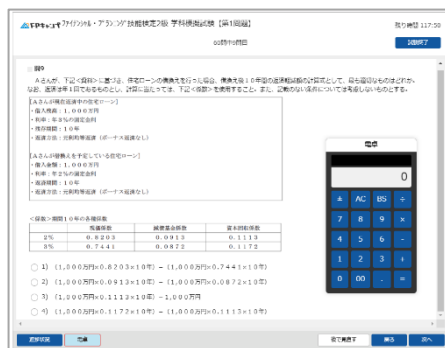 FPキャンプ ファイナンシャル・プランニング技能検定2級 学科模擬試験【第1回目】
残り時間 117:50
60問中9問目
試験終了
問9
Aさんが、下記<資料>に基づき、住宅ローンの借換えを行った場合、借換え後10年間の返済軽減額の計算式として、最も適切なものはどれか。
なお、返済は年1回であるものとし、計算に当たっては、下記<係数>を使用すること。また、記載のない条件については考慮しないものとする。
[Aさんが現在返済中の住宅ローン]
・借入残高:1,000万円
・利率:年3%の固定金利
・残存期間:10年
・返済方法:元利均等返済(ボーナス返済なし)
[Aさんが借換えを予定している住宅ローン]
・借入金額:1,000万円
・利率:年2%の固定金利
・返済期間:10年
・返済方法:元利均等返済(ボーナス返済なし)
<係数>期間10年の各種係数
現価係数 減債基金係数 資本回収係数
2% 0.8203 0.0913 0.1113
3% 0.7441 0.0872 0.1172
1) (1,000万円×0.8203×10年)-(1,000万円×0.7441×10年)
2) (1,000万円×0.0913×10年)-(1,000万円×0.0872×10年)
3) (1,000万円×0.1113×10年)-1,000万円
4) (1,000万円×0.1172×10年)-(1,000万円×0.1113×10年)
電卓
0
± AC BS ÷
7 8 9 ×
4 5 6 -
1 2 3 +
0 00 . =
解答状況
電卓
後で見直す
戻る
次へ